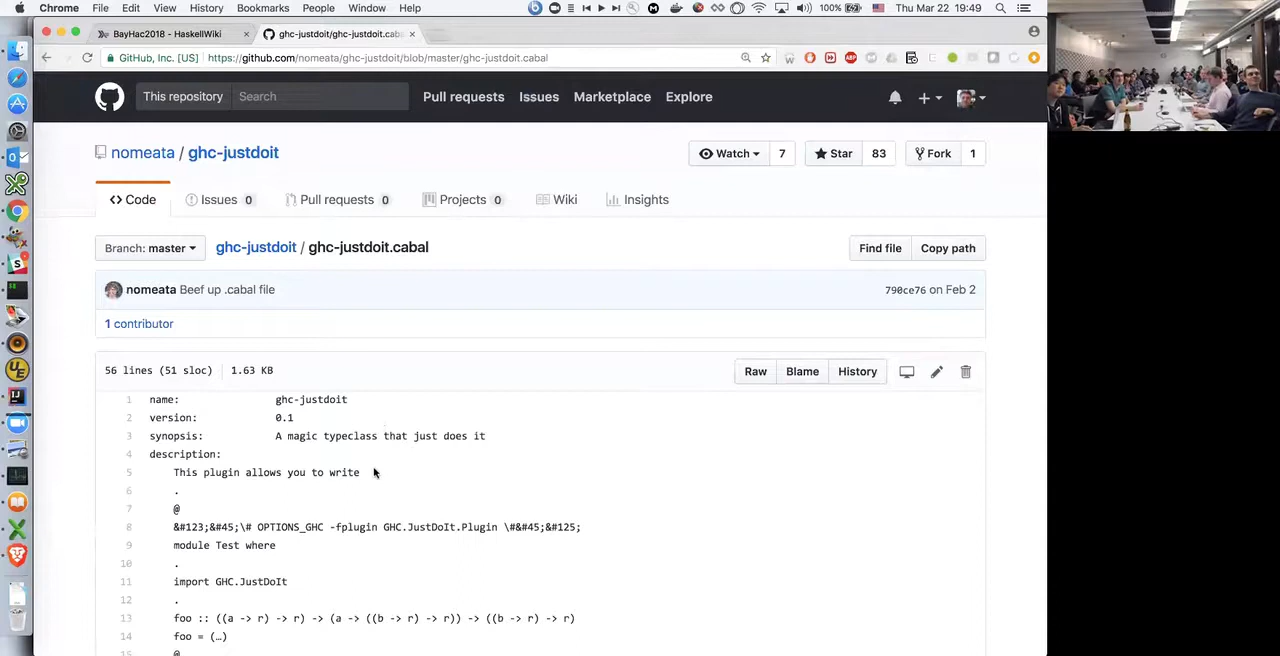 Chrome File Edit View History Bookmarks People Window Help 100% Thu Mar 22 19:49
BayHac2018 - HaskellWiki × ghc-justdoit/ghc-justdoit.caba ×
GitHub, Inc. [US] https://github.com/nomeata/ghc-justdoit/blob/master/ghc-justdoit.cabal
This repository Search Pull requests Issues Marketplace Explore
nomeata / ghc-justdoit Watch 7 Star 83 Fork 1
Code Issues 0 Pull requests 0 Projects 0 Wiki Insights
Branch: master ghc-justdoit / ghc-justdoit.cabal Find file Copy path
nomeata Beef up .cabal file 790ce76 on Feb 2
1 contributor
56 lines (51 sloc) 1.63 KB Raw Blame History
1 name: ghc-justdoit
2 version: 0.1
3 synopsis: A magic typeclass that just does it
4 description:
5 This plugin allows you to write
6 .
7 @
8 &#123;&#45;\# OPTIONS_GHC -fplugin GHC.JustDoIt.Plugin \#&#45;&#125;
9 module Test where
10 .
11 import GHC.JustDoIt
12 .
13 foo :: ((a -> r) -> r) -> (a -> ((b -> r) -> r)) -> ((b -> r) -> r)
14 foo = (…)
15 @